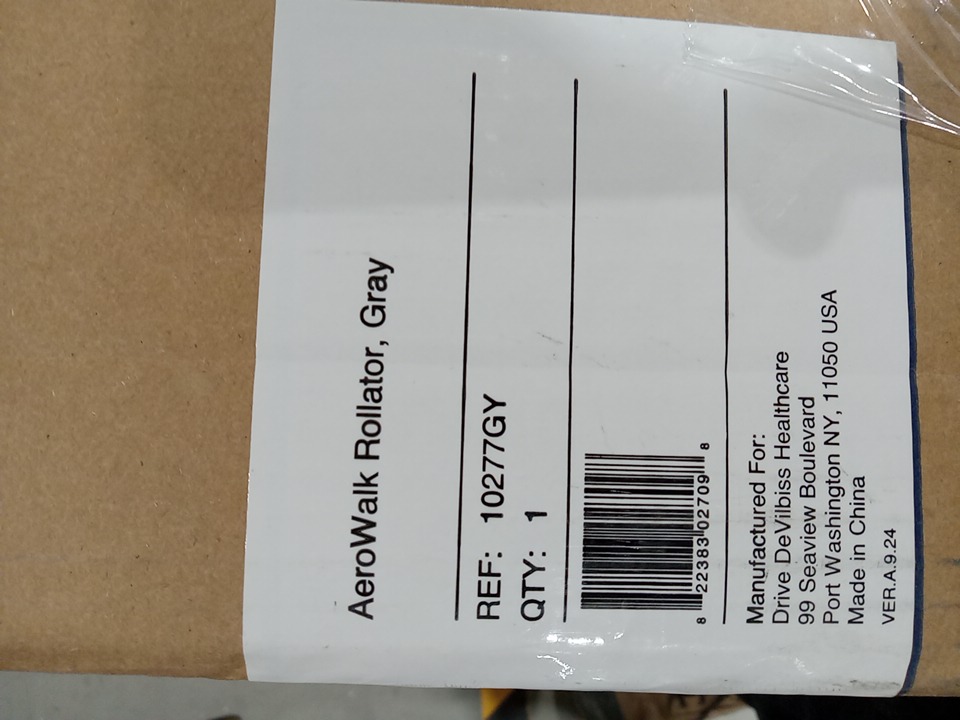 AeroWalk Rollator, Gray
REF: 10277GY
QTY: 1
8 22383 02709 8
Manufactured For:
Drive DeVilbiss Healthcare
99 Seaview Boulevard
Port Washington NY, 11050 USA
Made in China
VER.A.9.24